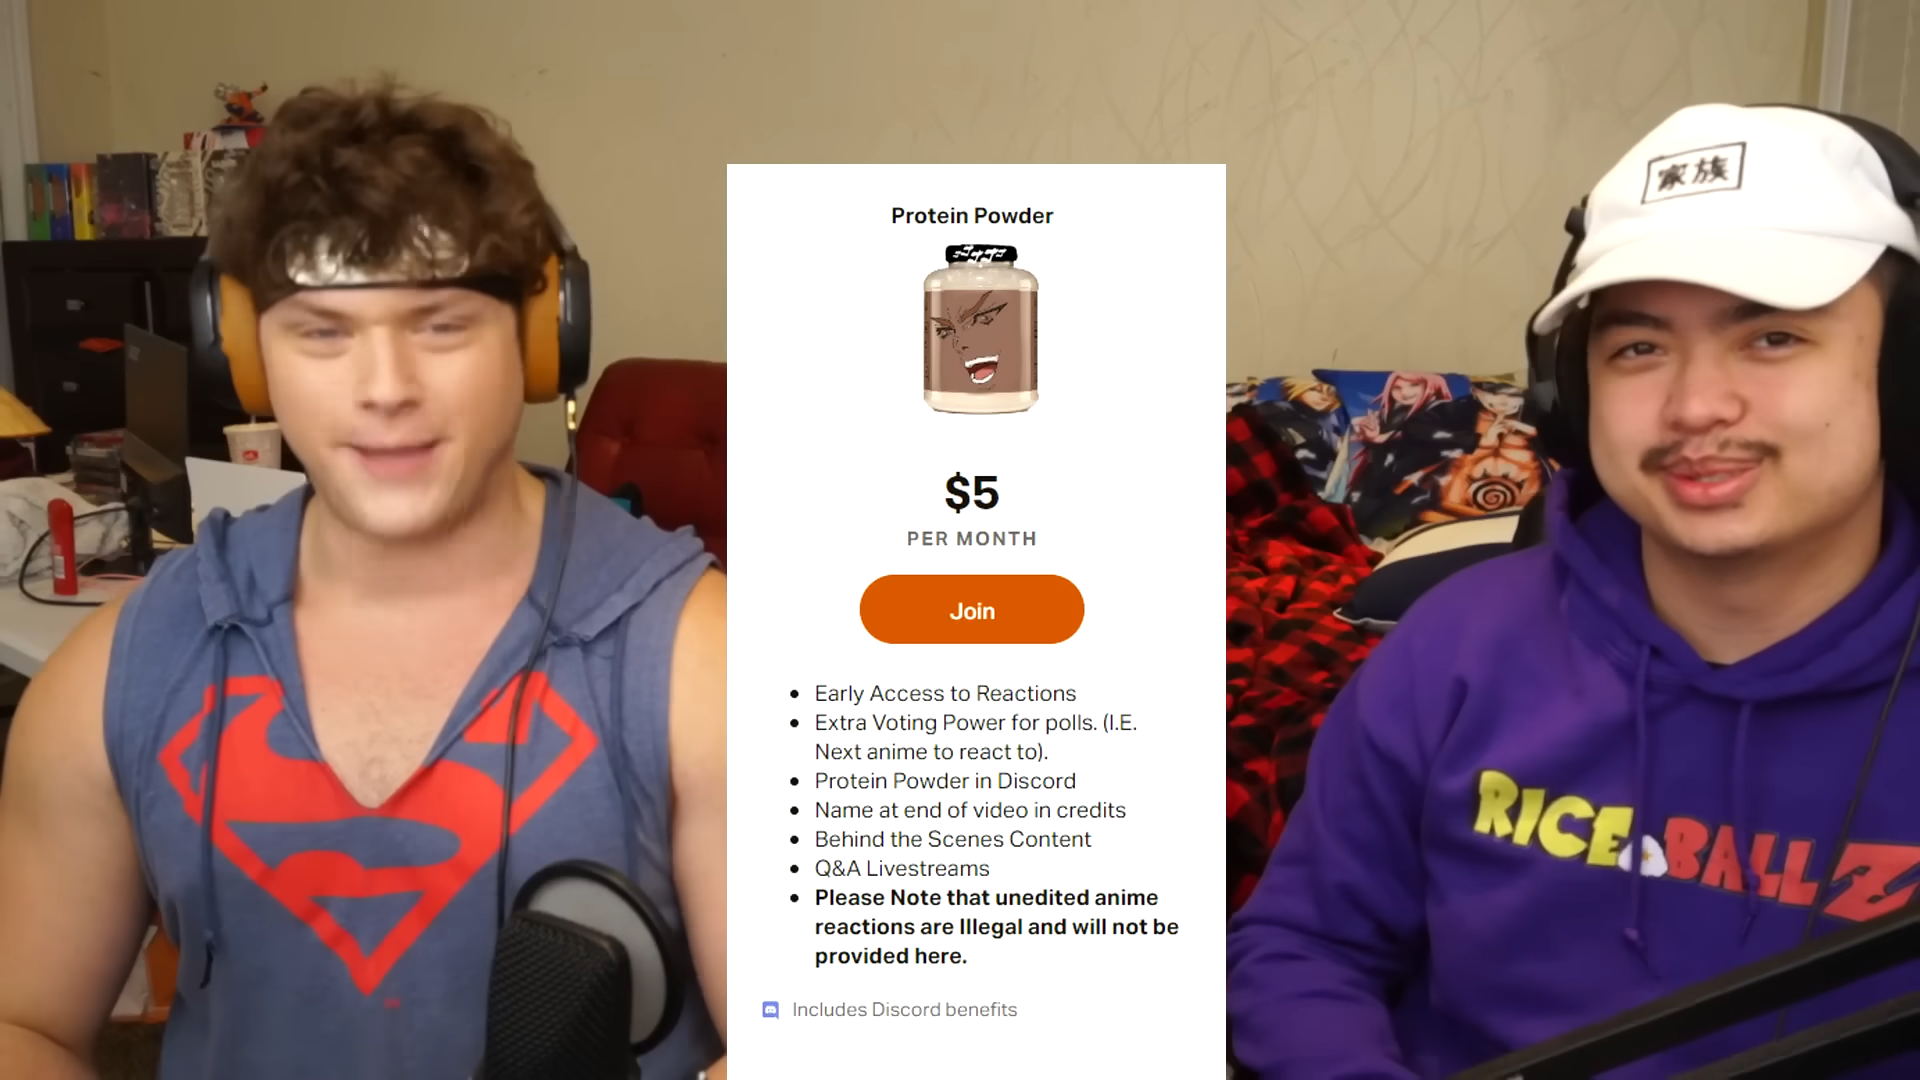 家族
Protein Powder
$5
PER MONTH
Join
Early Access to Reactions
Extra Voting Power for polls. (I.E.
Next anime to react to).
Protein Powder in Discord
Name at end of video in credits
Behind the Scenes Content
Q&A Livestreams
Please Note that unedited anime
reactions are Illegal and will not be
provided here.
Includes Discord benefits
RICE BALL Z